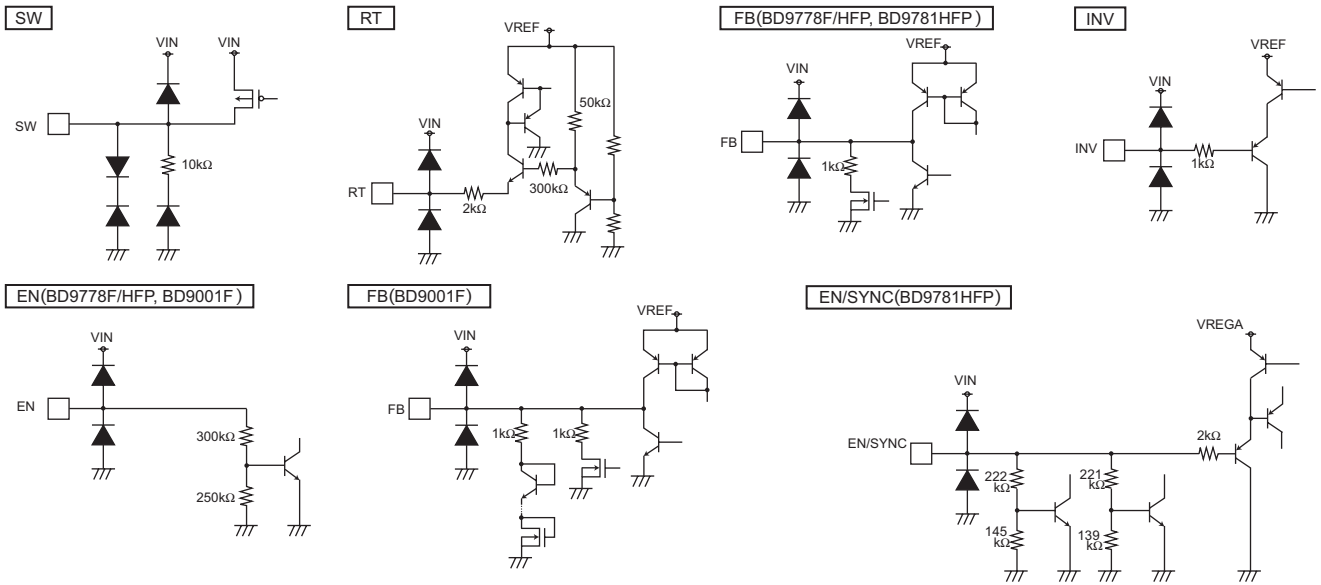 SW
VIN
VIN
SW
10kΩ
RT
VREF
50kΩ
VIN
300kΩ
RT
2kΩ
FB(BD9778F/HFP, BD9781HFP)
VREF
VIN
FB
1kΩ
INV
VREF
VIN
INV
1kΩ
EN(BD9778F/HFP, BD9001F)
VIN
EN
300kΩ
250kΩ
FB(BD9001F)
VREF
VIN
FB
1kΩ
1kΩ
EN/SYNC(BD9781HFP)
VREGA
VIN
EN/SYNC
2kΩ
222
kΩ
221
kΩ
145
kΩ
139
kΩ